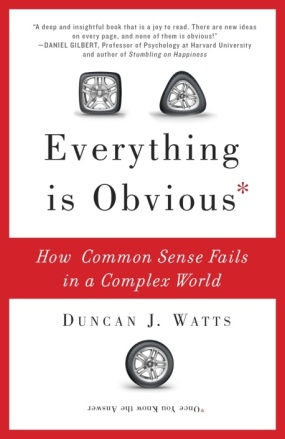 "A deep and insightful book that is a joy to read. There are new ideas
on every page, and none of them is obvious!"
—DANIEL GILBERT, Professor of Psychology at Harvard University
and author of Stumbling on Happiness
Everything
is Obvious*
How Common Sense Fails
in a Complex World
DUNCAN J. WATTS
*Once You Know the Answer